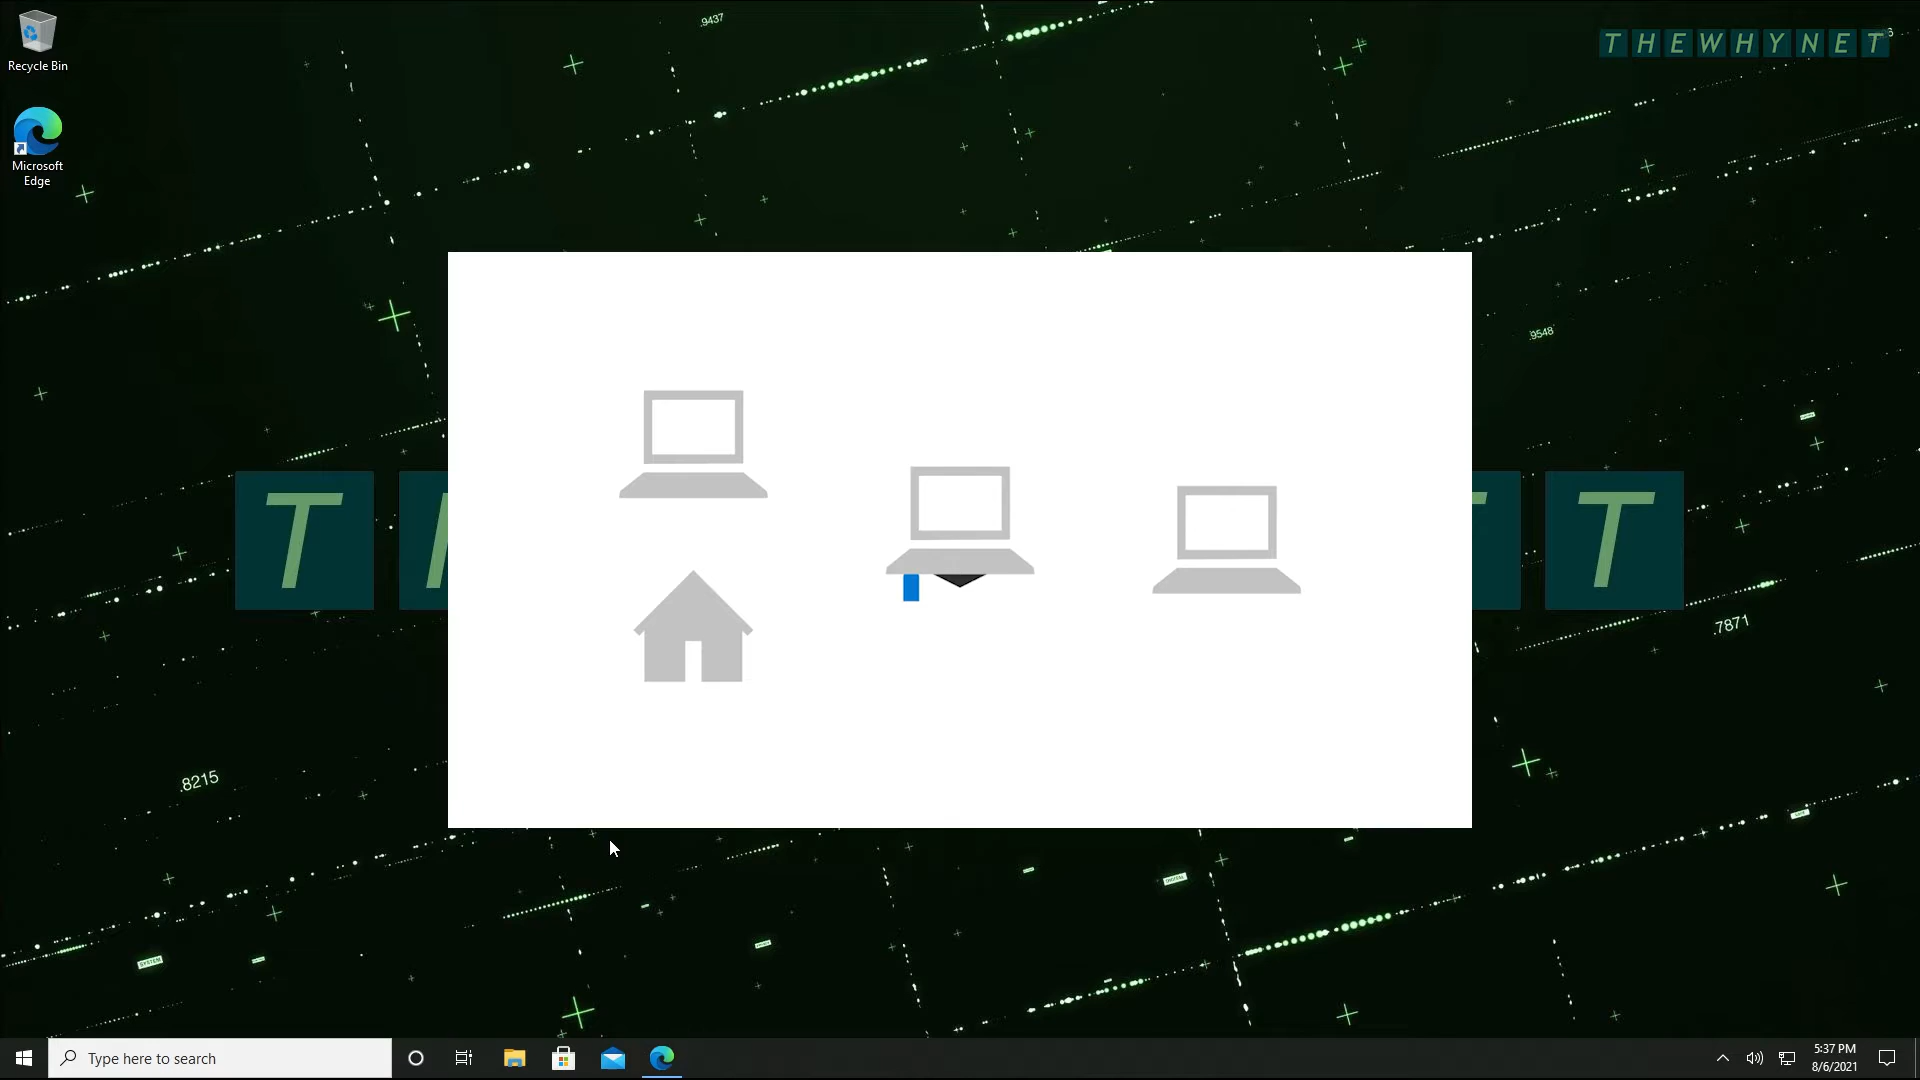 Recycle Bin
Microsoft
Edge
.9437
THEWHYNET
.9548
T
T
.7871
.8215
SYSTEM
Type here to search
5:37 PM
8/6/2021